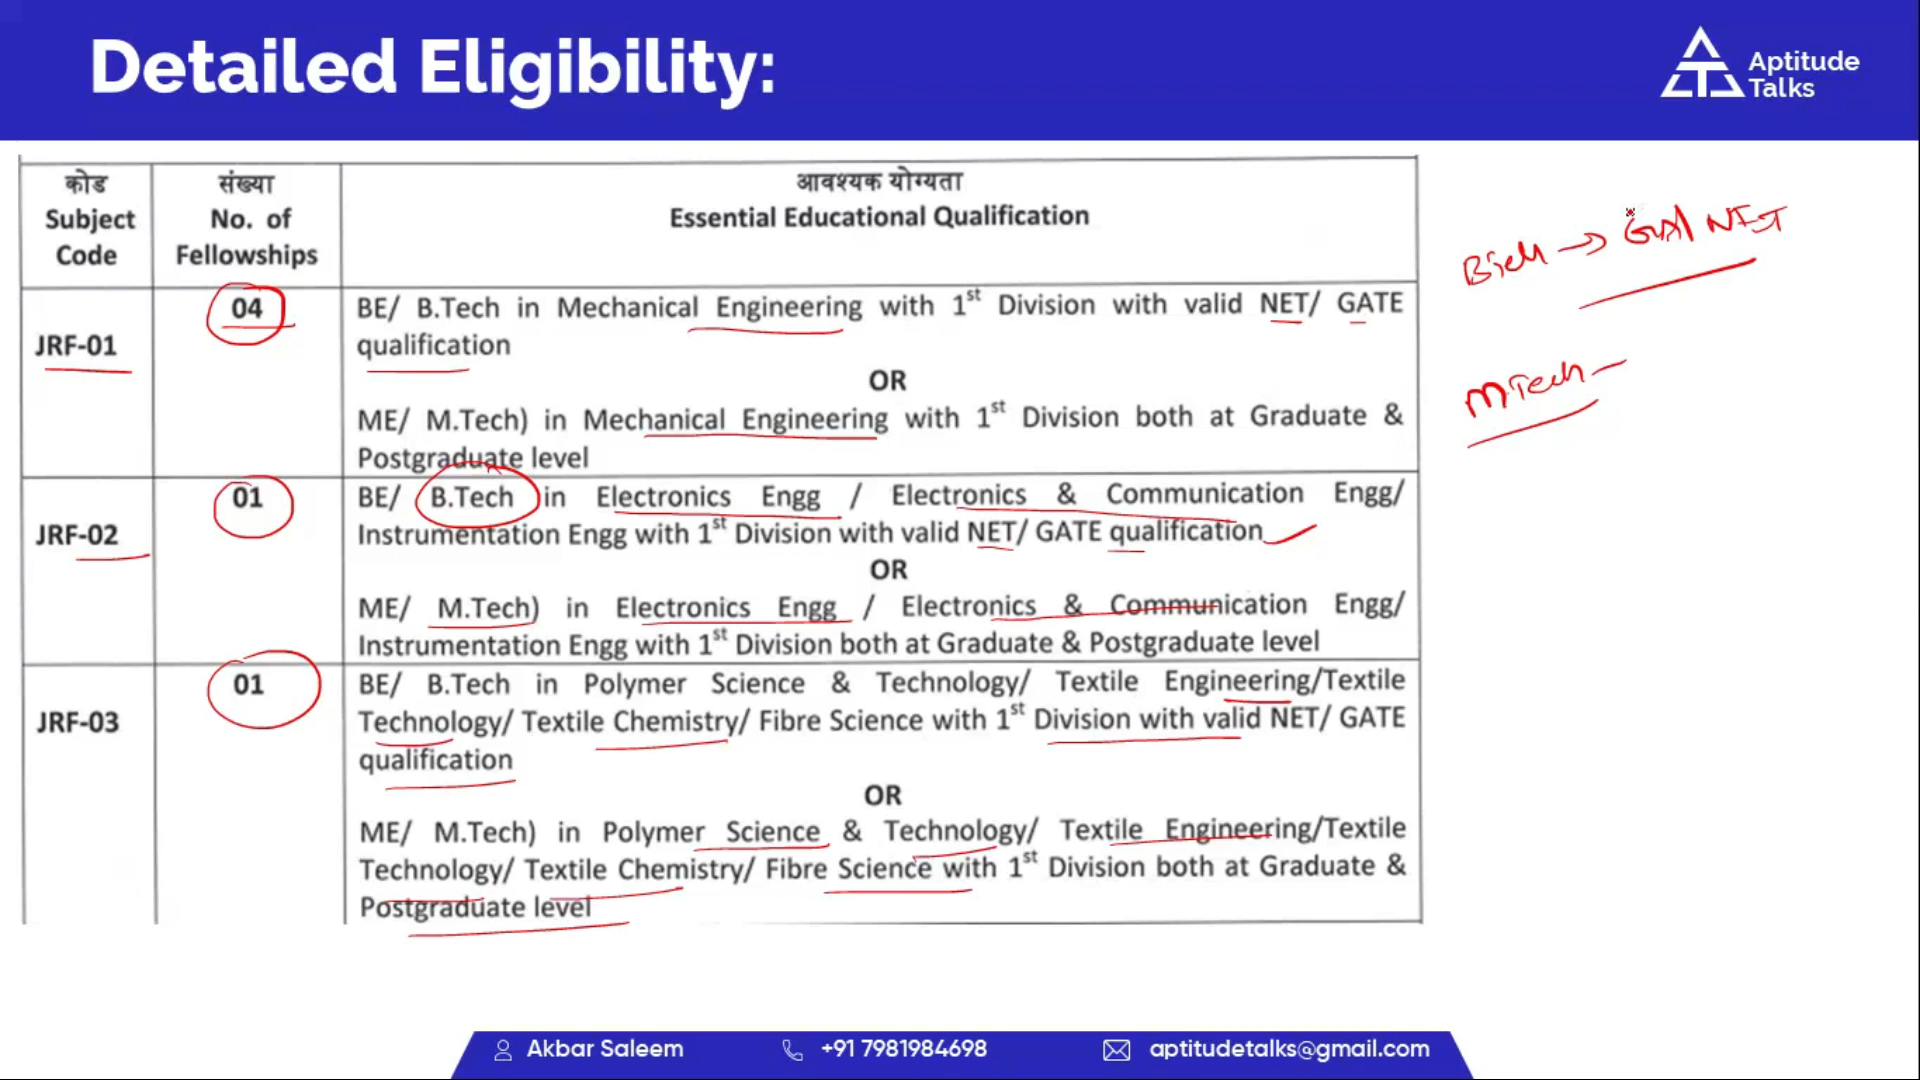 Detailed Eligibility:
Aptitude
Talks
कोड
Subject
Code
संख्या
No. of
Fellowships
आवश्यक योग्यता
Essential Educational Qualification
JRF-01
04
BE/ B.Tech in Mechanical Engineering with 1st Division with valid NET/ GATE
qualification
OR
ME/ M.Tech) in Mechanical Engineering with 1st Division both at Graduate &
Postgraduate level
JRF-02
01
BE/ B.Tech in Electronics Engg / Electronics & Communication Engg/
Instrumentation Engg with 1st Division with valid NET/ GATE qualification
OR
ME/ M.Tech) in Electronics Engg / Electronics & Communication Engg/
Instrumentation Engg with 1st Division both at Graduate & Postgraduate level
JRF-03
01
BE/ B.Tech in Polymer Science & Technology/ Textile Engineering/Textile
Technology/ Textile Chemistry/ Fibre Science with 1st Division with valid NET/ GATE
qualification
OR
ME/ M.Tech) in Polymer Science & Technology/ Textile Engineering/Textile
Technology/ Textile Chemistry/ Fibre Science with 1st Division both at Graduate &
Postgraduate level
BTech → NET
MTech -
Akbar Saleem
+91 7981984698
aptitudetalks@gmail.com